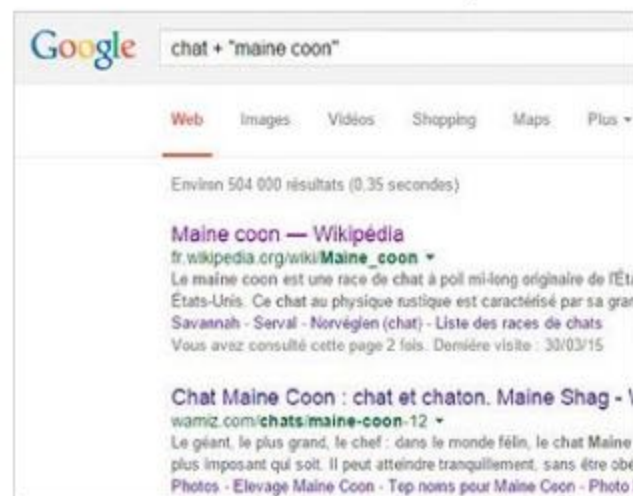 Google chat + "maine coon"
Web Images Vidéos Shopping Maps Plus
Environ 504 000 résultats (0,35 secondes)
Maine coon — Wikipédia
fr.wikipedia.org/wiki/Maine_coon
Le maine coon est une race de chat à poil mi-long originaire de l'Éta
États-Unis. Ce chat au physique rustique est caractérisé par sa gran
Savannah - Serval - Norvégien (chat) - Liste des races de chats
Vous avez consulté cette page 2 fois. Dernière visite : 30/03/15
Chat Maine Coon : chat et chaton. Maine Shag -
wamiz.com/chats/maine-coon-12
Le géant, le plus grand, le chef : dans le monde félin, le chat Maine
plus imposant qui soit. Il peut atteindre tranquillement, sans être obè
Photos - Elevage Maine Coon - Top noms pour Maine Coon - Photo